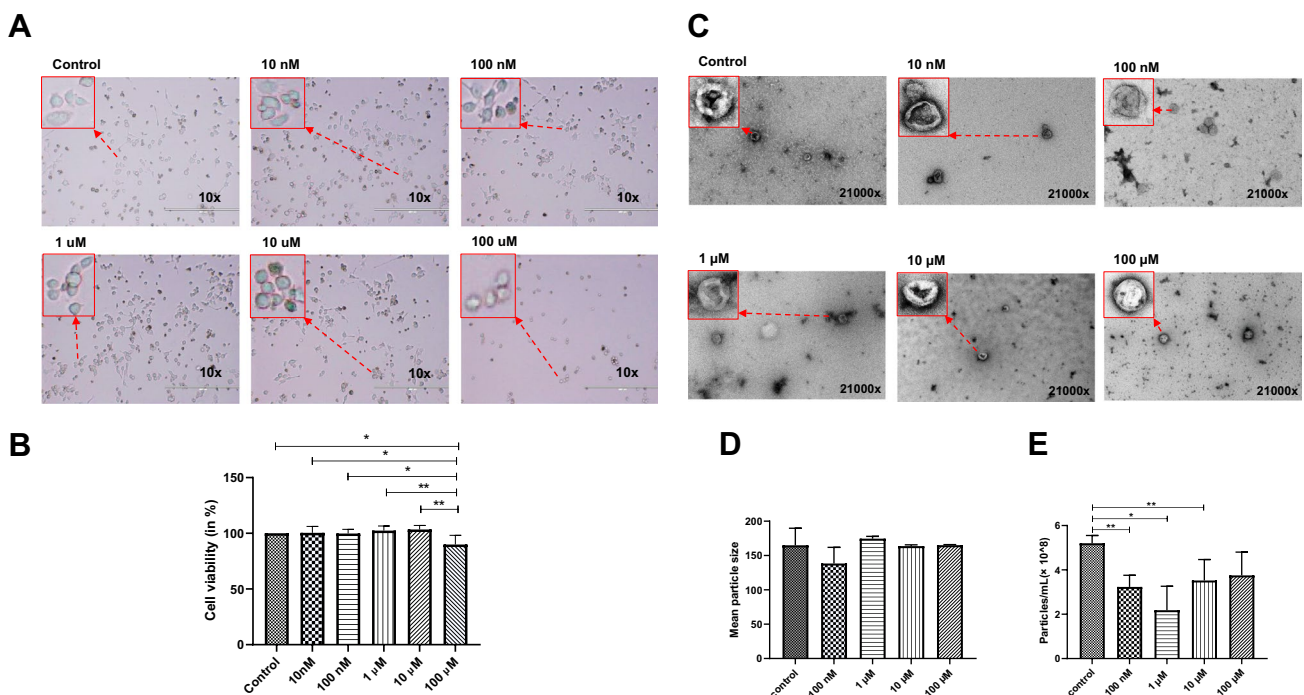 A
Control
10 nM
100 nM
10x
10x
10x
1 uM
10 uM
100 uM
C
Control
10 nM
100 nM
21000x
21000x
21000x
1 µM
10 µM
100 µM
21000x
21000x
21000x
B
*
*
*
**
**
Cell viability (in %)
150
100
50
0
Control
10nM
100 nM
1 µM
10 µM
100 µM
D
Mean particle size
200
150
100
50
0
control
100 nM
1 µM
10 µM
100 µM
E
**
*
**
Particles/mL(× 10^8)
6
4
2
0
control
100 nM
1 µM
10 µM
100 µM